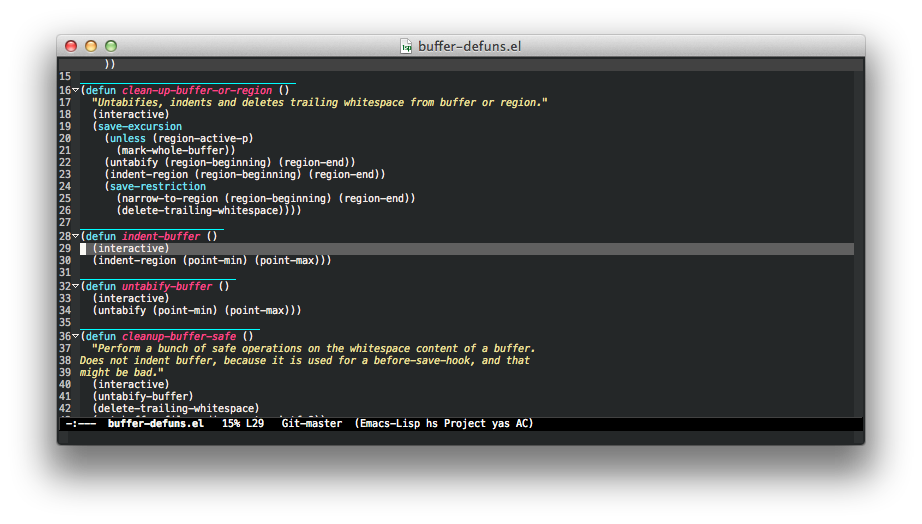 buffer-defuns.el
))
15
16 (defun clean-up-buffer-or-region ()
17 "Untabifies, indents and deletes trailing whitespace from buffer or region."
18 (interactive)
19 (save-excursion
20 (unless (region-active-p)
21 (mark-whole-buffer))
22 (untabify (region-beginning) (region-end))
23 (indent-region (region-beginning) (region-end))
24 (save-restriction
25 (narrow-to-region (region-beginning) (region-end))
26 (delete-trailing-whitespace))))
27
28 (defun indent-buffer ()
29 (interactive)
30 (indent-region (point-min) (point-max)))
31
32 (defun untabify-buffer ()
33 (interactive)
34 (untabify (point-min) (point-max)))
35
36 (defun cleanup-buffer-safe ()
37 "Perform a bunch of safe operations on the whitespace content of a buffer.
38 Does not indent buffer, because it is used for a before-save-hook, and that
39 might be bad."
40 (interactive)
41 (untabify-buffer)
42 (delete-trailing-whitespace)
-:--- buffer-defuns.el 15% L29 Git-master (Emacs-Lisp hs Project yas AC)